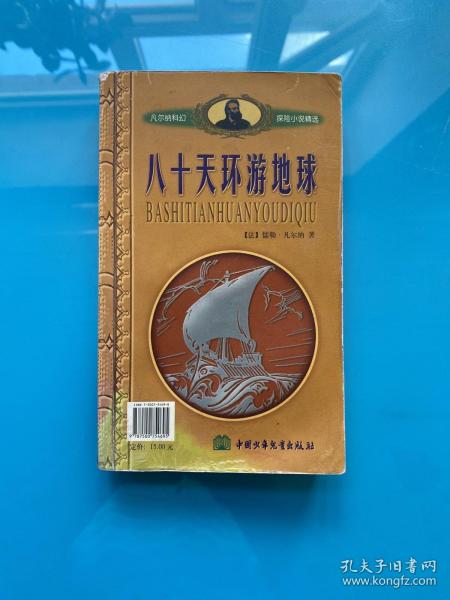 凡尔纳科幻 探险小说精选
八十天环游地球
BASHITIANHUANYOUDIQIU
【法】儒勒·凡尔纳 著
9787500754695
定价：15.00 元
中国少年儿童出版社
孔夫子旧书网
www.kongfz.com